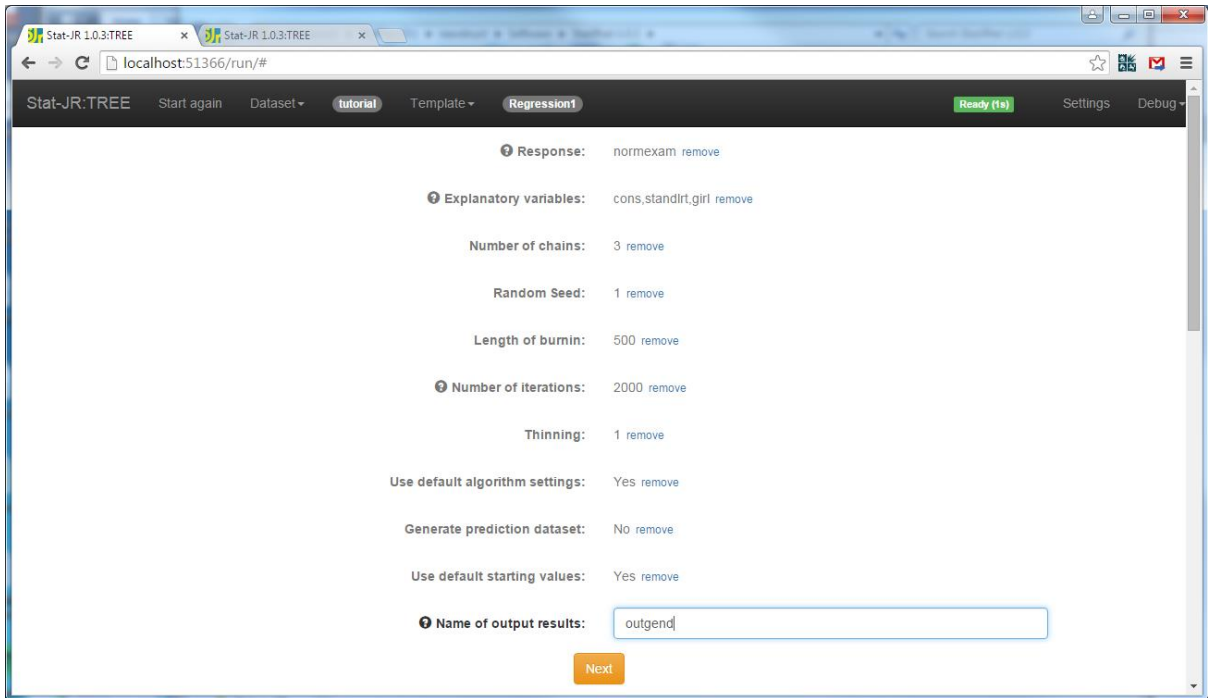 Stat-JR 1.0.3:TREE
Stat-JR 1.0.3:TREE
localhost:51366/run/#
Stat-JR:TREE Start again Dataset tutorial Template Regression1 Ready (1s) Settings Debug
Response: normexam remove
Explanatory variables: cons,standlrt,girl remove
Number of chains: 3 remove
Random Seed: 1 remove
Length of burnin: 500 remove
Number of iterations: 2000 remove
Thinning: 1 remove
Use default algorithm settings: Yes remove
Generate prediction dataset: No remove
Use default starting values: Yes remove
Name of output results: outgend
Next